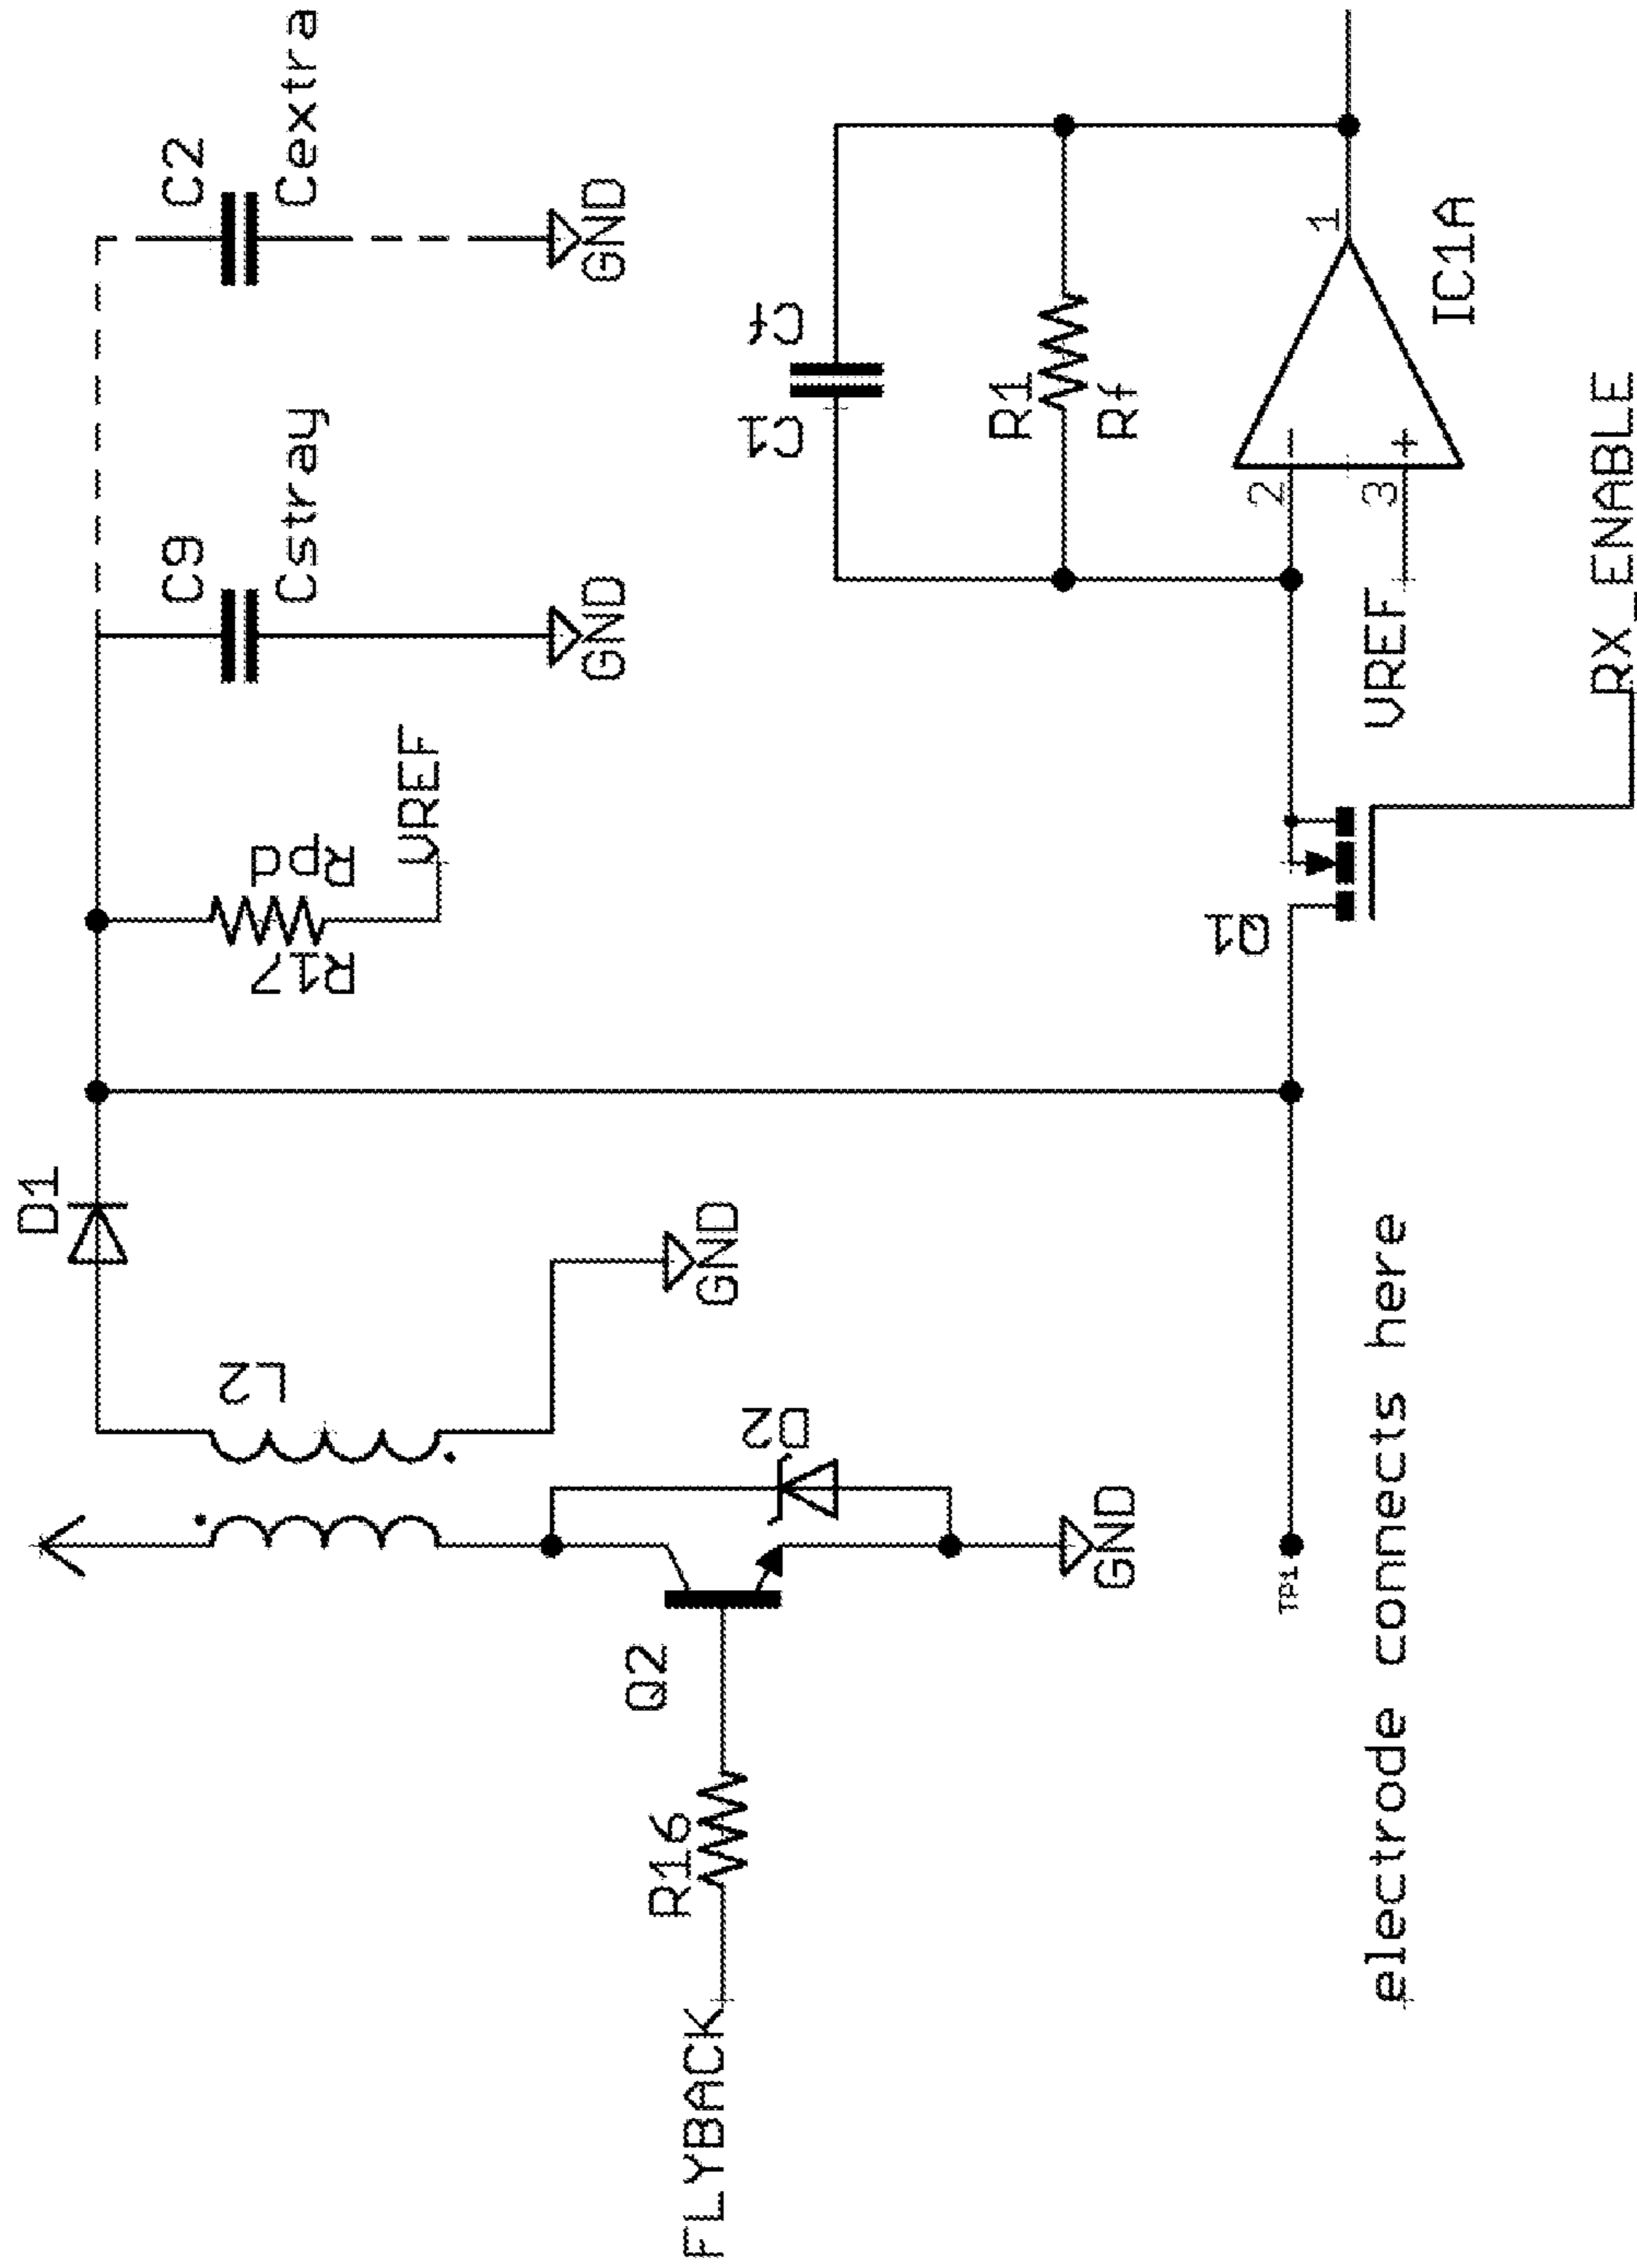 D1
C9
Cstray
C2
Cextra
R17
Rpd
VREF
GND
GND
L2
GND
FLYBACK
R16
Q2
D2
GND
C1
Cf
R1
Rf
TP1
electrode connects here
Q1
2
3
1
VREF
IC1A
RX_ENABLE